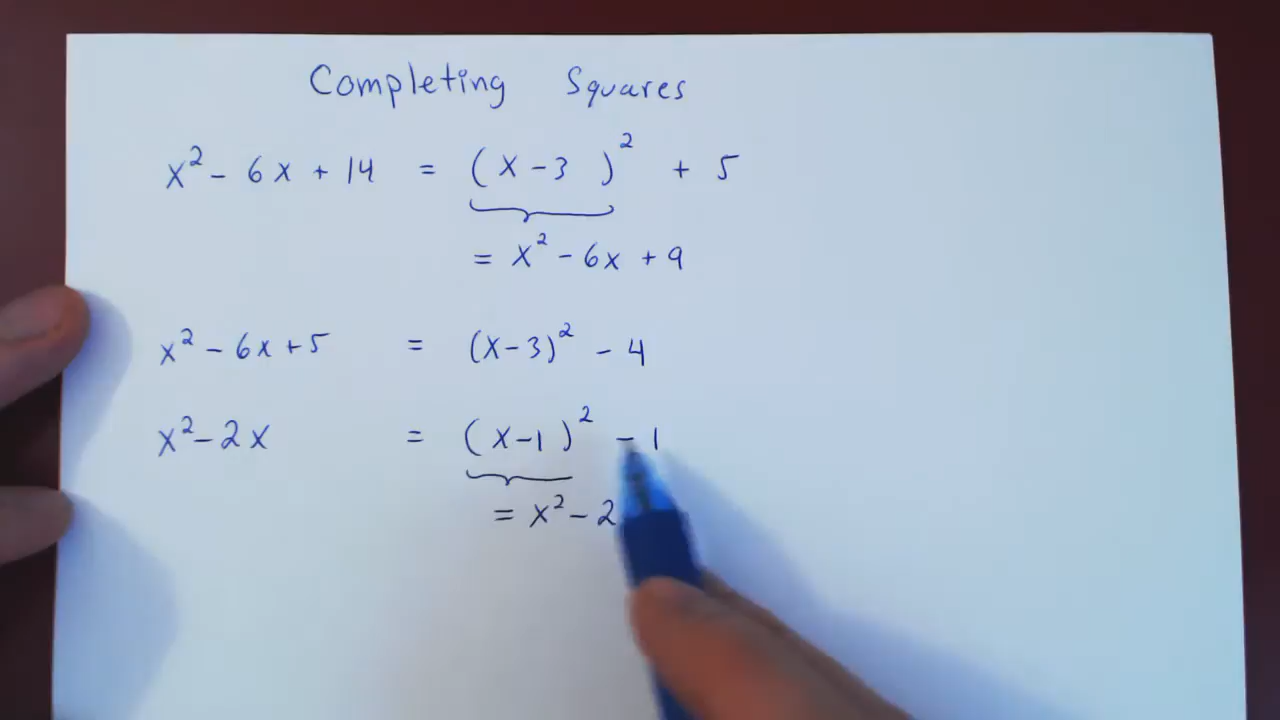 Completing Squares
x² - 6x + 14 = (x - 3)² + 5
= x² - 6x + 9
x² - 6x + 5 = (x - 3)² - 4
x² - 2x = (x - 1)² - 1
= x² - 2